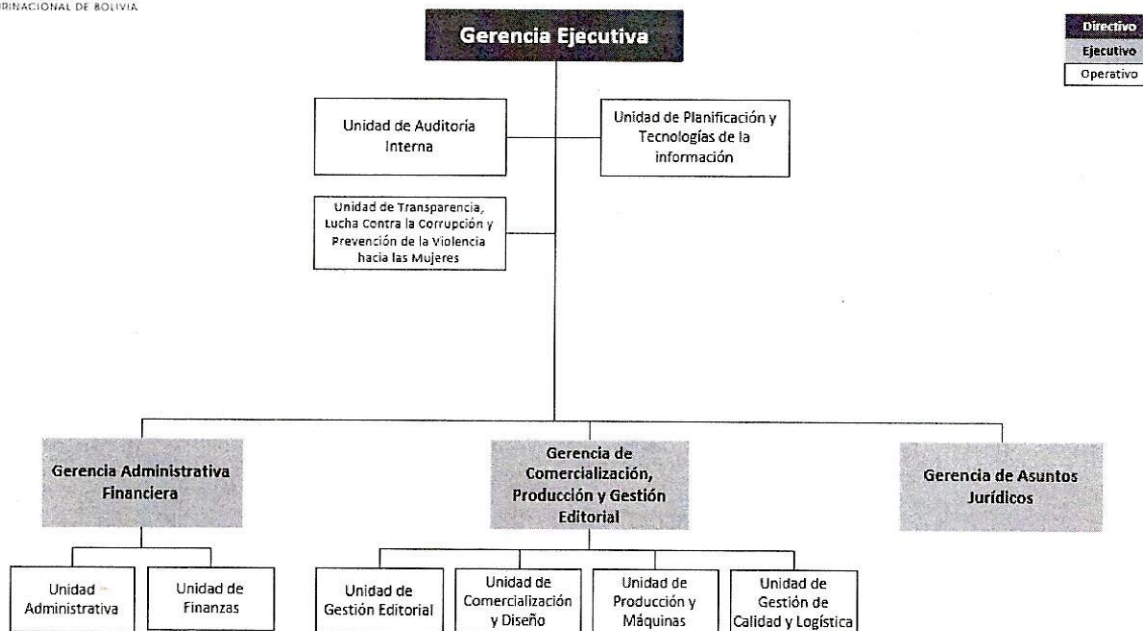 RINACIONAL DE BOLIVIA
Gerencia Ejecutiva
Directivo
Ejecutivo
Operativo
Unidad de Auditoría
Interna
Unidad de Planificación y
Tecnologías de la
información
Unidad de Transparencia,
Lucha Contra la Corrupción y
Prevención de la Violencia
hacia las Mujeres
Gerencia Administrativa
Financiera
Gerencia de
Comercialización,
Producción y Gestión
Editorial
Gerencia de Asuntos
Jurídicos
Unidad
Administrativa
Unidad de
Finanzas
Unidad de
Gestión Editorial
Unidad de
Comercialización
y Diseño
Unidad de
Producción y
Máquinas
Unidad de
Gestión de
Calidad y Logística